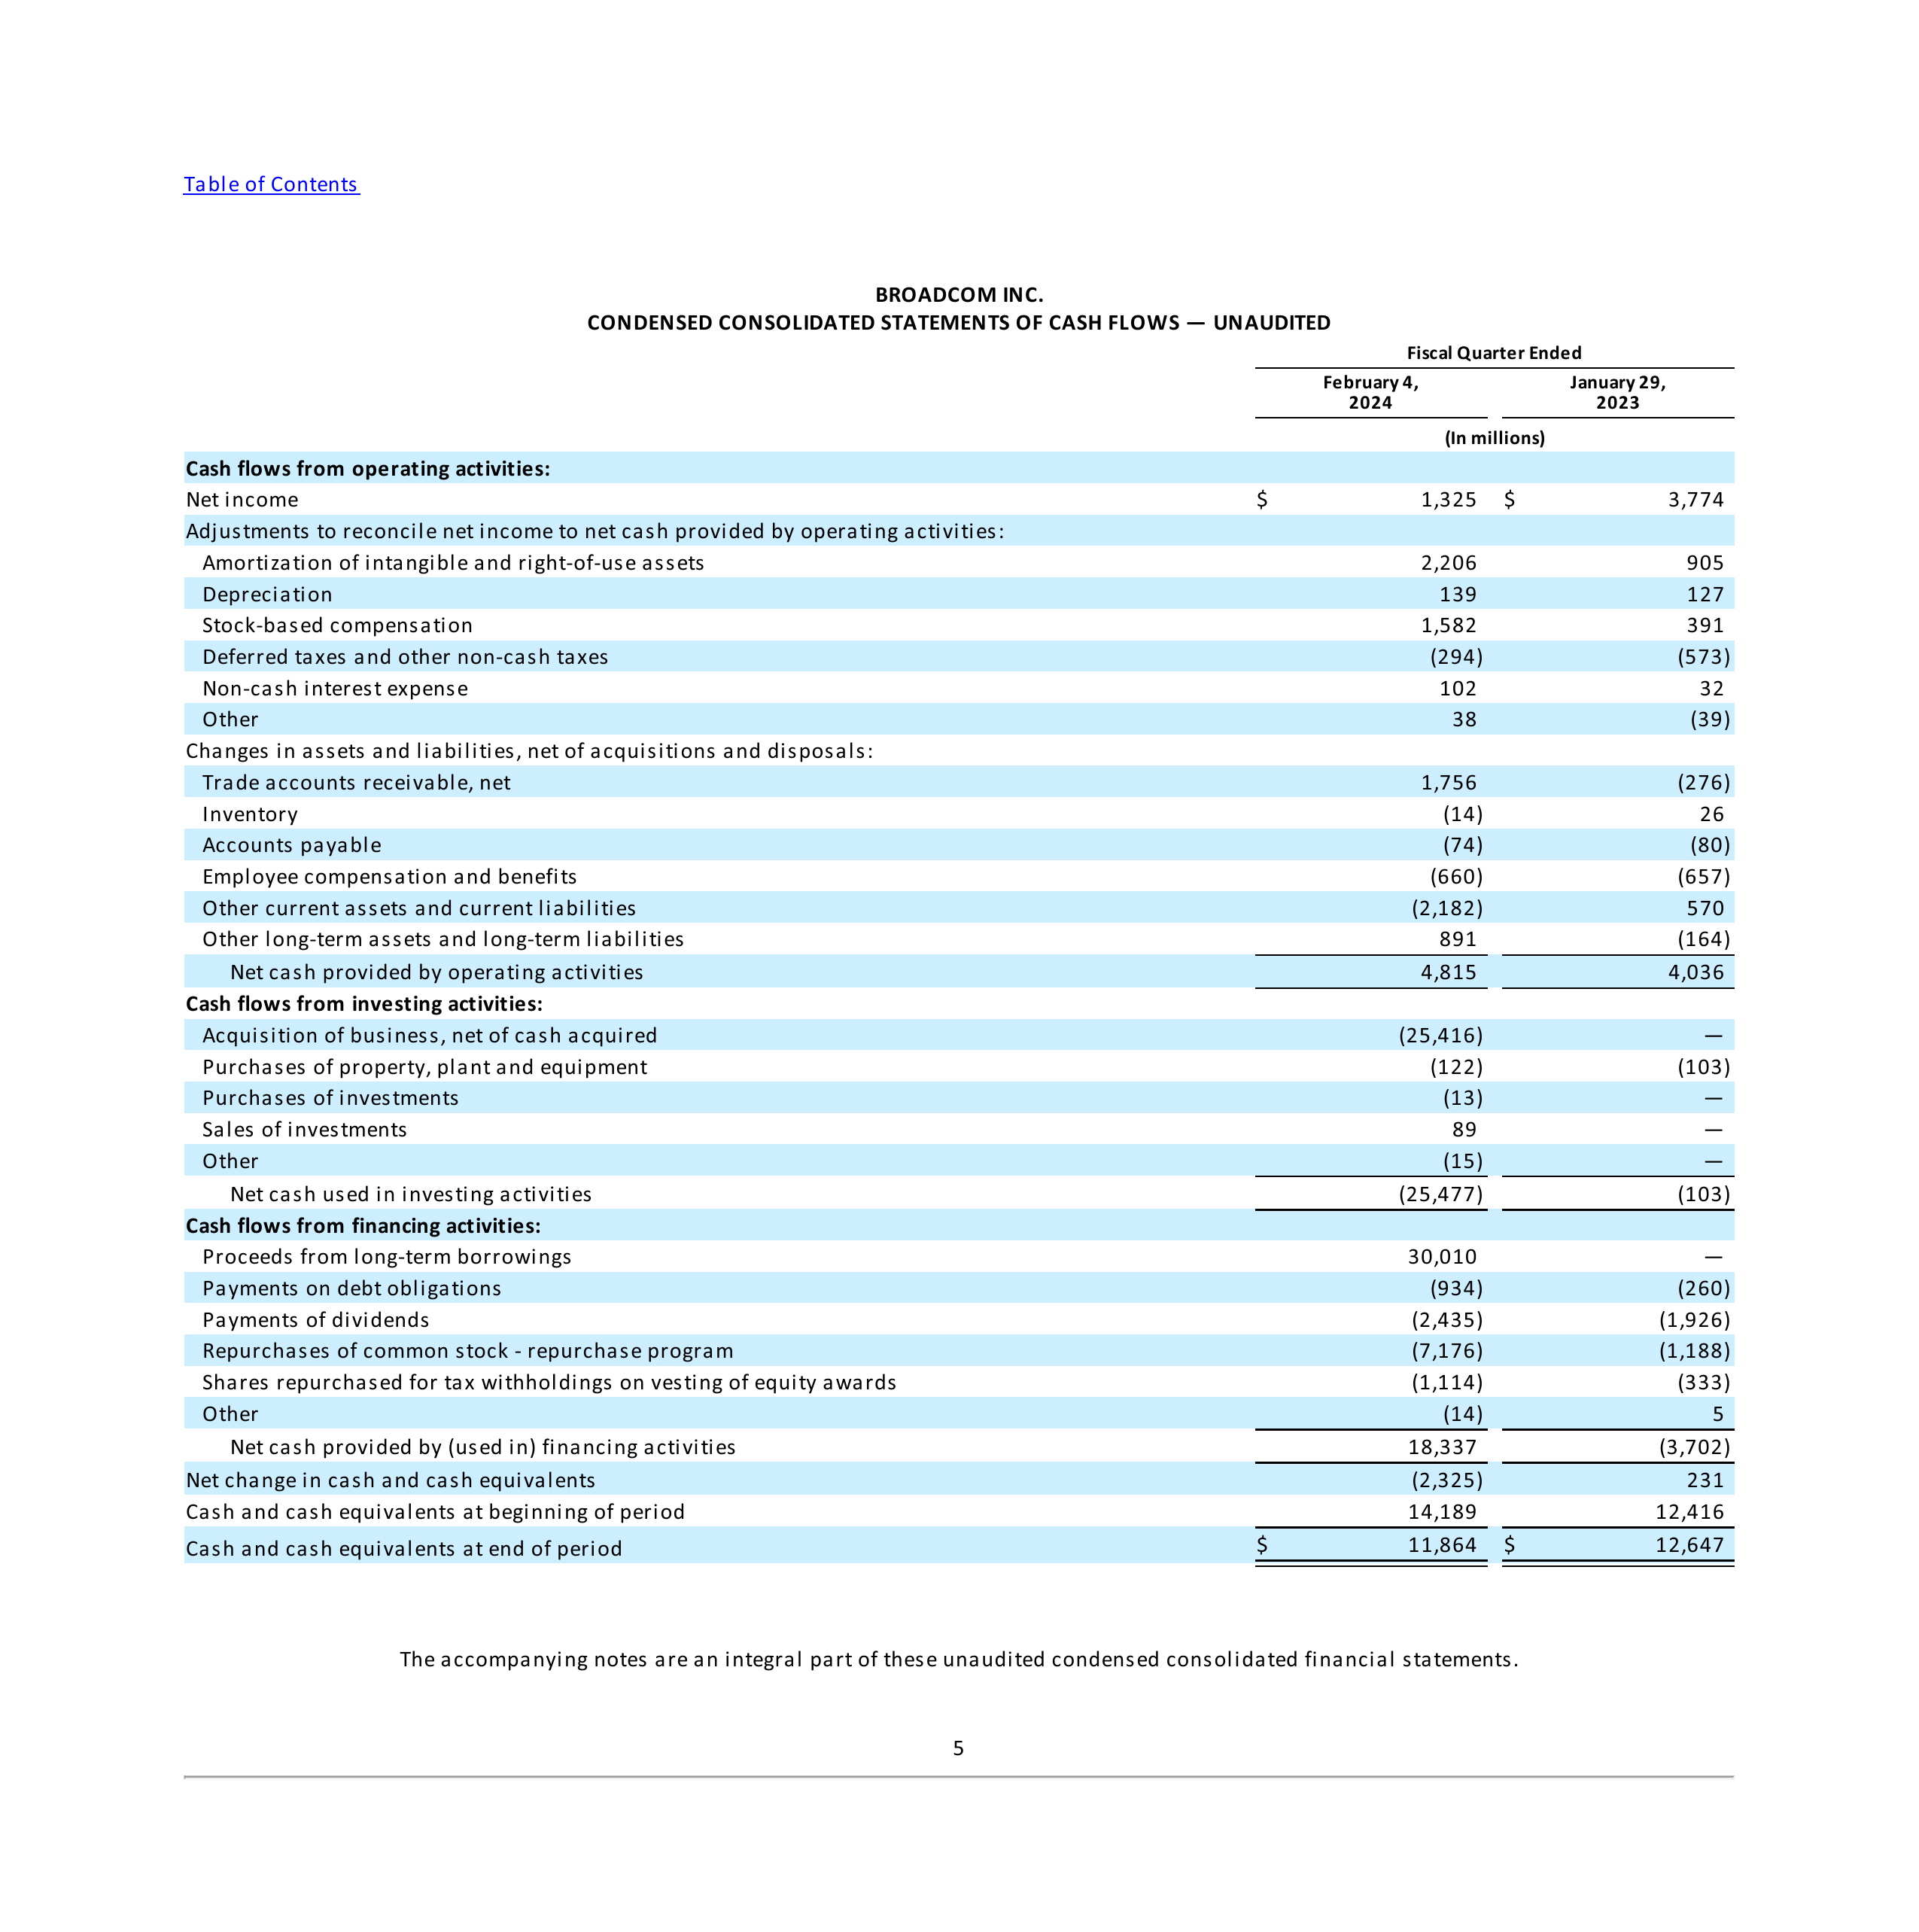 Table of Contents
BROADCOM INC.
CONDENSED CONSOLIDATED STATEMENTS OF CASH FLOWS — UNAUDITED
Fiscal Quarter Ended
February 4, 2024 January 29, 2023
(In millions)
Cash flows from operating activities:
Net income $ 1,325 $ 3,774
Adjustments to reconcile net income to net cash provided by operating activities:
Amortization of intangible and right-of-use assets 2,206 905
Depreciation 139 127
Stock-based compensation 1,582 391
Deferred taxes and other non-cash taxes (294) (573)
Non-cash interest expense 102 32
Other 38 (39)
Changes in assets and liabilities, net of acquisitions and disposals:
Trade accounts receivable, net 1,756 (276)
Inventory (14) 26
Accounts payable (74) (80)
Employee compensation and benefits (660) (657)
Other current assets and current liabilities (2,182) 570
Other long-term assets and long-term liabilities 891 (164)
Net cash provided by operating activities 4,815 4,036
Cash flows from investing activities:
Acquisition of business, net of cash acquired (25,416) —
Purchases of property, plant and equipment (122) (103)
Purchases of investments (13) —
Sales of investments 89 —
Other (15) —
Net cash used in investing activities (25,477) (103)
Cash flows from financing activities:
Proceeds from long-term borrowings 30,010 —
Payments on debt obligations (934) (260)
Payments of dividends (2,435) (1,926)
Repurchases of common stock - repurchase program (7,176) (1,188)
Shares repurchased for tax withholdings on vesting of equity awards (1,114) (333)
Other (14) 5
Net cash provided by (used in) financing activities 18,337 (3,702)
Net change in cash and cash equivalents (2,325) 231
Cash and cash equivalents at beginning of period 14,189 12,416
Cash and cash equivalents at end of period $ 11,864 $ 12,647
The accompanying notes are an integral part of these unaudited condensed consolidated financial statements.
5